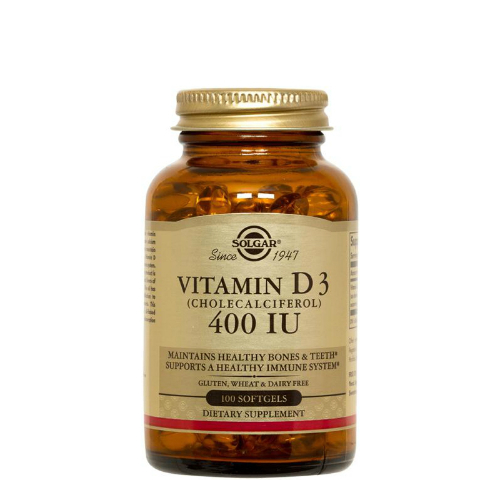 SOLGAR®
Since 1947
VITAMIN D3
(CHOLECALCIFEROL)
400 IU
MAINTAINS HEALTHY BONES & TEETH*
SUPPORTS A HEALTHY IMMUNE SYSTEM*
GLUTEN, WHEAT & DAIRY FREE
100 SOFTGELS
DIETARY SUPPLEMENT